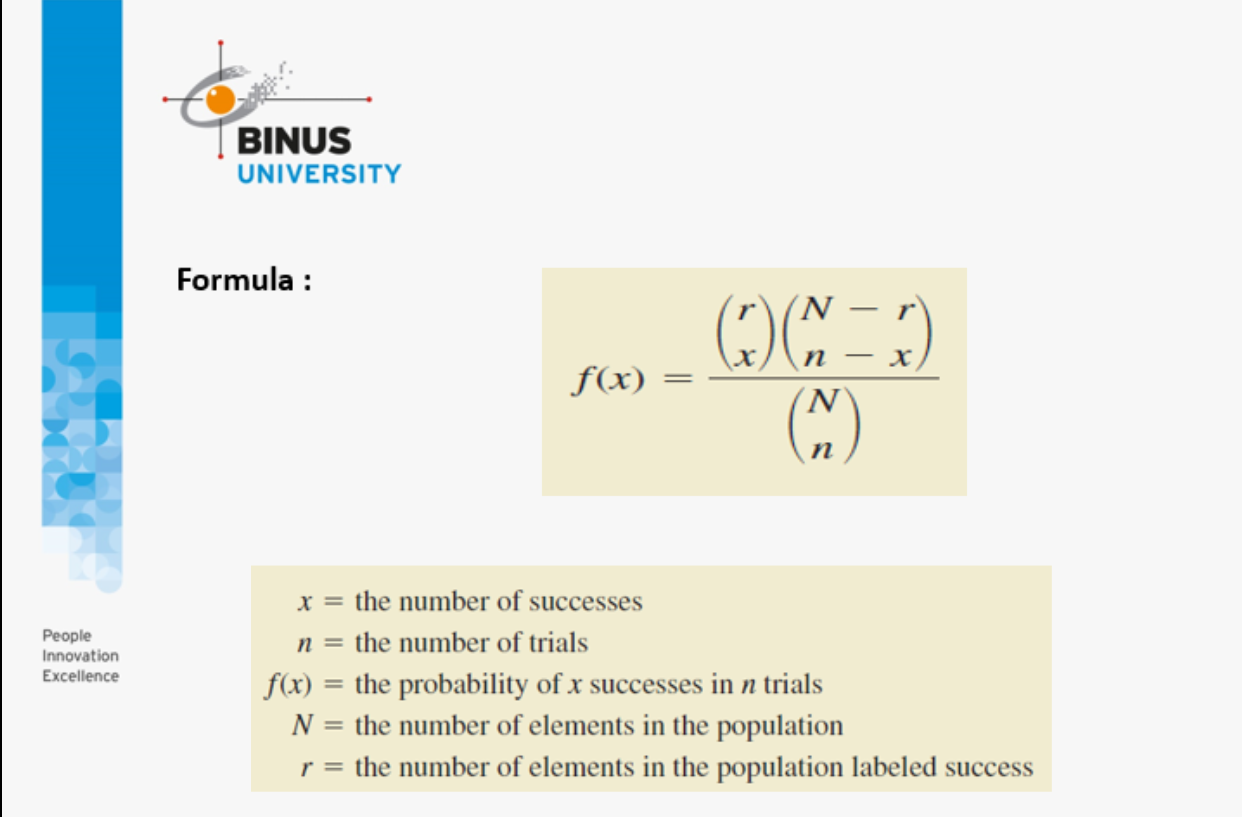 BINUS
UNIVERSITY
Formula :
f(x) = \frac{\binom{r}{x}\binom{N - r}{n - x}}{\binom{N}{n}}
x = the number of successes
n = the number of trials
f(x) = the probability of x successes in n trials
N = the number of elements in the population
r = the number of elements in the population labeled success
People
Innovation
Excellence